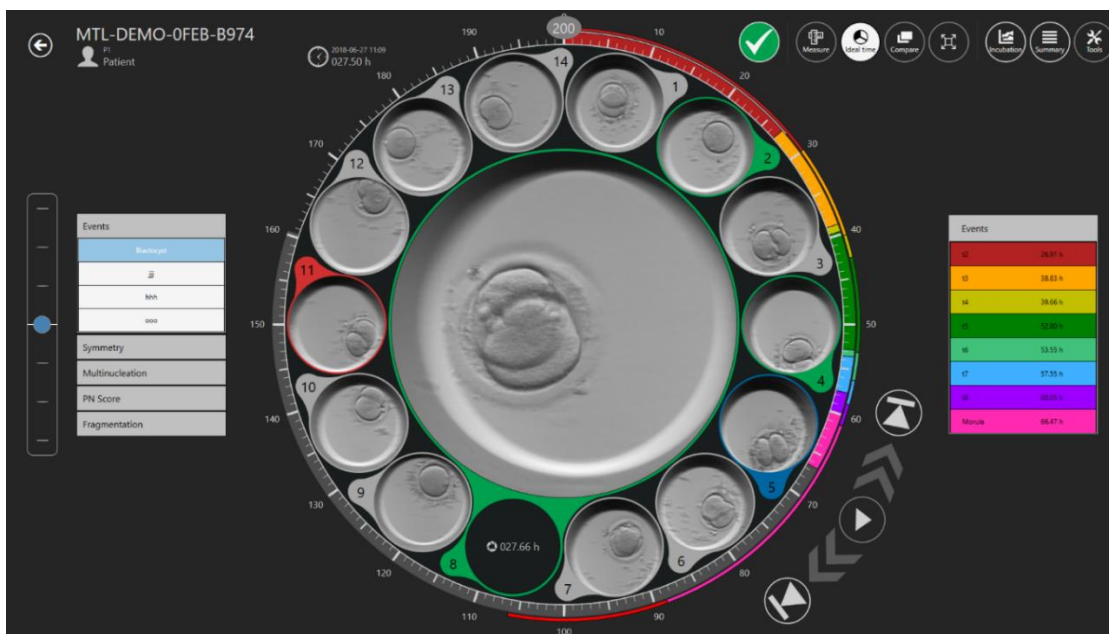 MTL-DEMO-0FEB-B974
P1
Patient
2018-06-27 11:09
027.50 h
Measure
Ideal time
Compare
Incubation
Summary
Tools
200
10
20
30
40
50
60
70
80
90
100
110
120
130
140
150
160
170
180
190
1
2
3
4
5
6
7
8
9
10
11
12
13
14
027.66 h
Events
Blastocyst
jjj
hhh
ooo
Symmetry
Multinucleation
PN Score
Fragmentation
Events
t2 26.91 h
t3 38.83 h
t4 39.66 h
t5 52.80 h
t6 53.55 h
t7 57.55 h
Morula 66.47 h